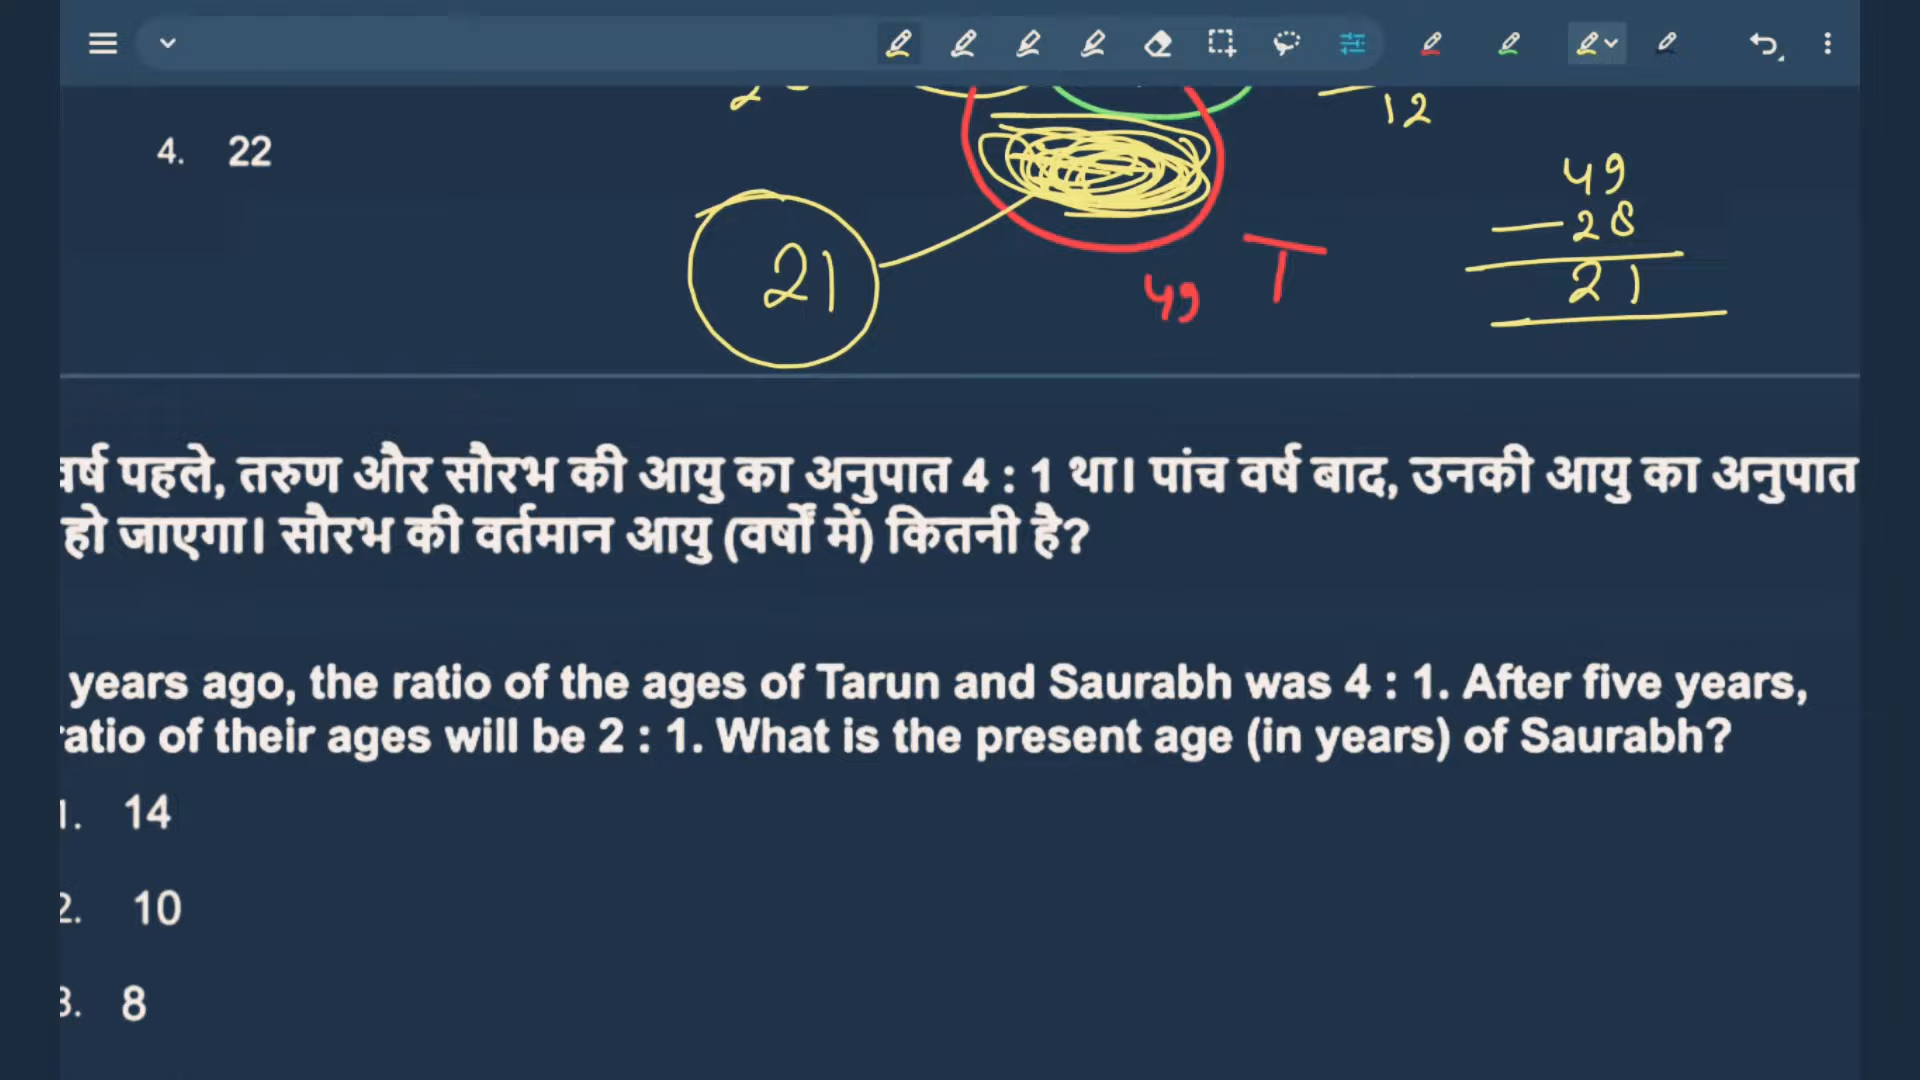 12
4. 22
49
— 28
21
21
49 T
वर्ष पहले, तरुण और सौरभ की आयु का अनुपात 4 : 1 था। पांच वर्ष बाद, उनकी आयु का अनुपात
हो जाएगा। सौरभ की वर्तमान आयु (वर्षों में) कितनी है?
years ago, the ratio of the ages of Tarun and Saurabh was 4 : 1. After five years,
ratio of their ages will be 2 : 1. What is the present age (in years) of Saurabh?
1. 14
2. 10
3. 8